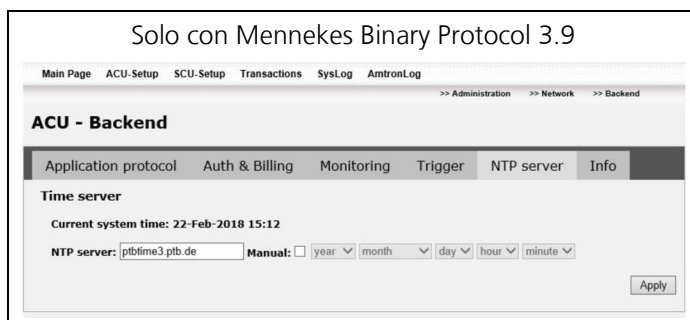 Solo con Mennekes Binary Protocol 3.9
Main Page ACU-Setup SCU-Setup Transactions SysLog AmtronLog
>> Administration >> Network >> Backend
ACU - Backend
Application protocol Auth & Billing Monitoring Trigger NTP server Info
Time server
Current system time: 22-Feb-2018 15:12
NTP server: ptbtime3.ptb.de Manual: year month day hour minute
Apply